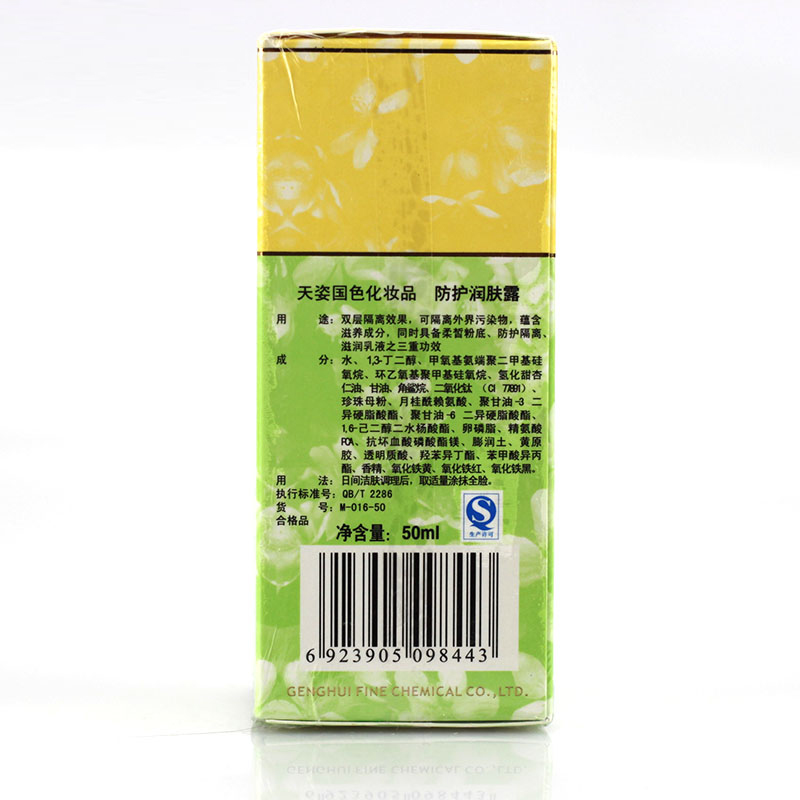 天姿国色化妆品 防护润肤露
用 途：双层隔离效果，可隔离外界污染物，蕴含
滋养成分，同时具备柔皙粉底、防护隔离、
滋润乳液之三重功效
成 分：水、1,3-丁二醇、甲氧基氨端聚二甲基硅
氧烷、环乙氧基聚甲基硅氧烷、氢化甜杏
仁油、甘油、角鲨烷、二氧化钛（CI 77891）、
珍珠母粉、月桂酰赖氨酸、聚甘油-3 二
异硬脂酸酯、聚甘油-6 二异硬脂酸酯、
1,6-己二醇二水杨酸酯、卵磷脂、精氨酸
PCA、抗坏血酸磷酸酯镁、膨润土、黄原
胶、透明质酸、羟苯异丁酯、苯甲酸异丙
酯、香精、氧化铁黄、氧化铁红、氧化铁黑。
用 法：日间洁肤调理后，取适量涂抹全脸。
执行标准号：QB/T 2286
货 号：M-016-50
合格品
净含量：50ml
生产许可
6 923905 098443
GENGHUI FINE CHEMICAL CO.,LTD.